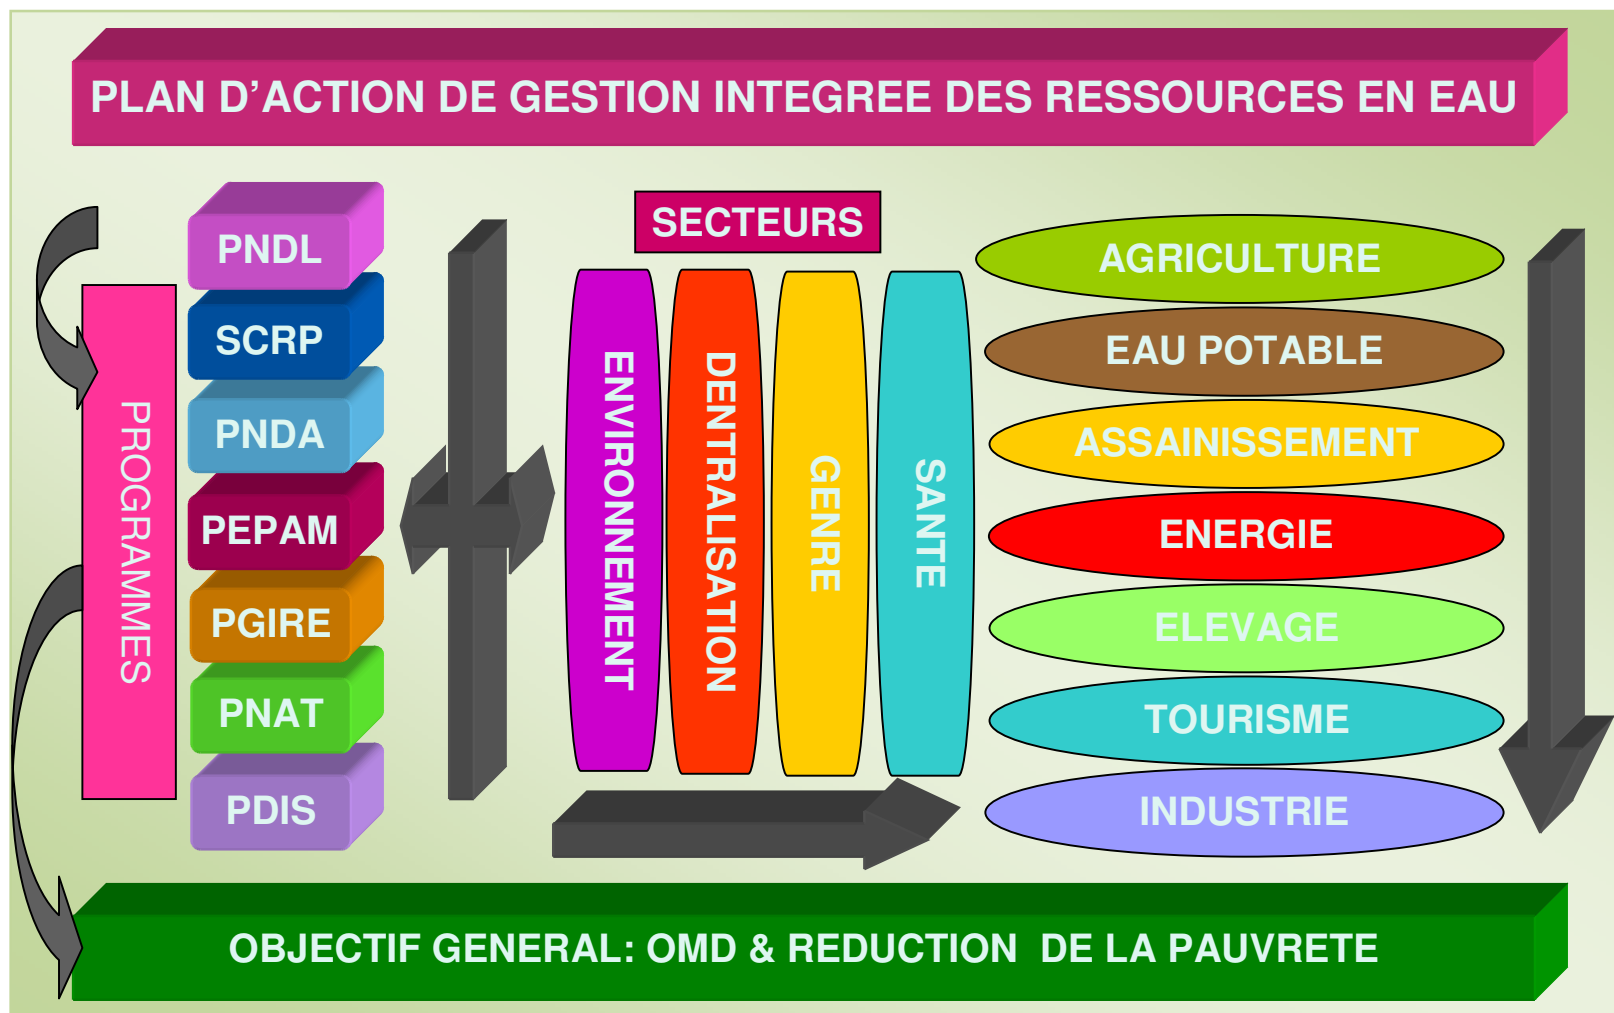 PLAN D’ACTION DE GESTION INTEGREE DES RESSOURCES EN EAU
PROGRAMMES
PNDL
SCRP
PNDA
PEPAM
PGIRE
PNAT
PDIS
SECTEURS
ENVIRONNEMENT
DENTRALISATION
GENRE
SANTE
AGRICULTURE
EAU POTABLE
ASSAINISSEMENT
ENERGIE
ELEVAGE
TOURISME
INDUSTRIE
OBJECTIF GENERAL: OMD & REDUCTION  DE LA PAUVRETE